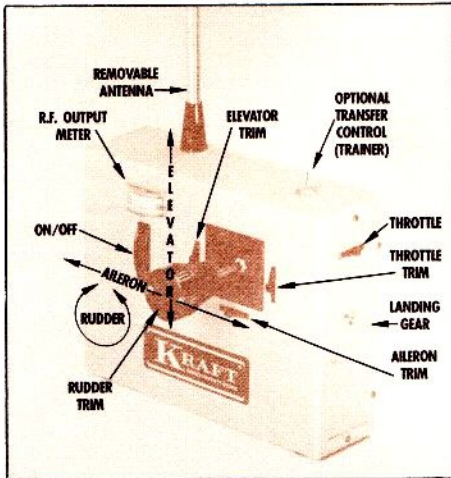 REMOVABLE
ANTENNA
R.F. OUTPUT
METER
ELEVATOR
TRIM
OPTIONAL
TRANSFER
CONTROL
(TRAINER)
ELEVATOR
ON/OFF
THROTTLE
THROTTLE
TRIM
AILERON
RUDDER
LANDING
GEAR
AILERON
TRIM
RUDDER
TRIM
KRAFT